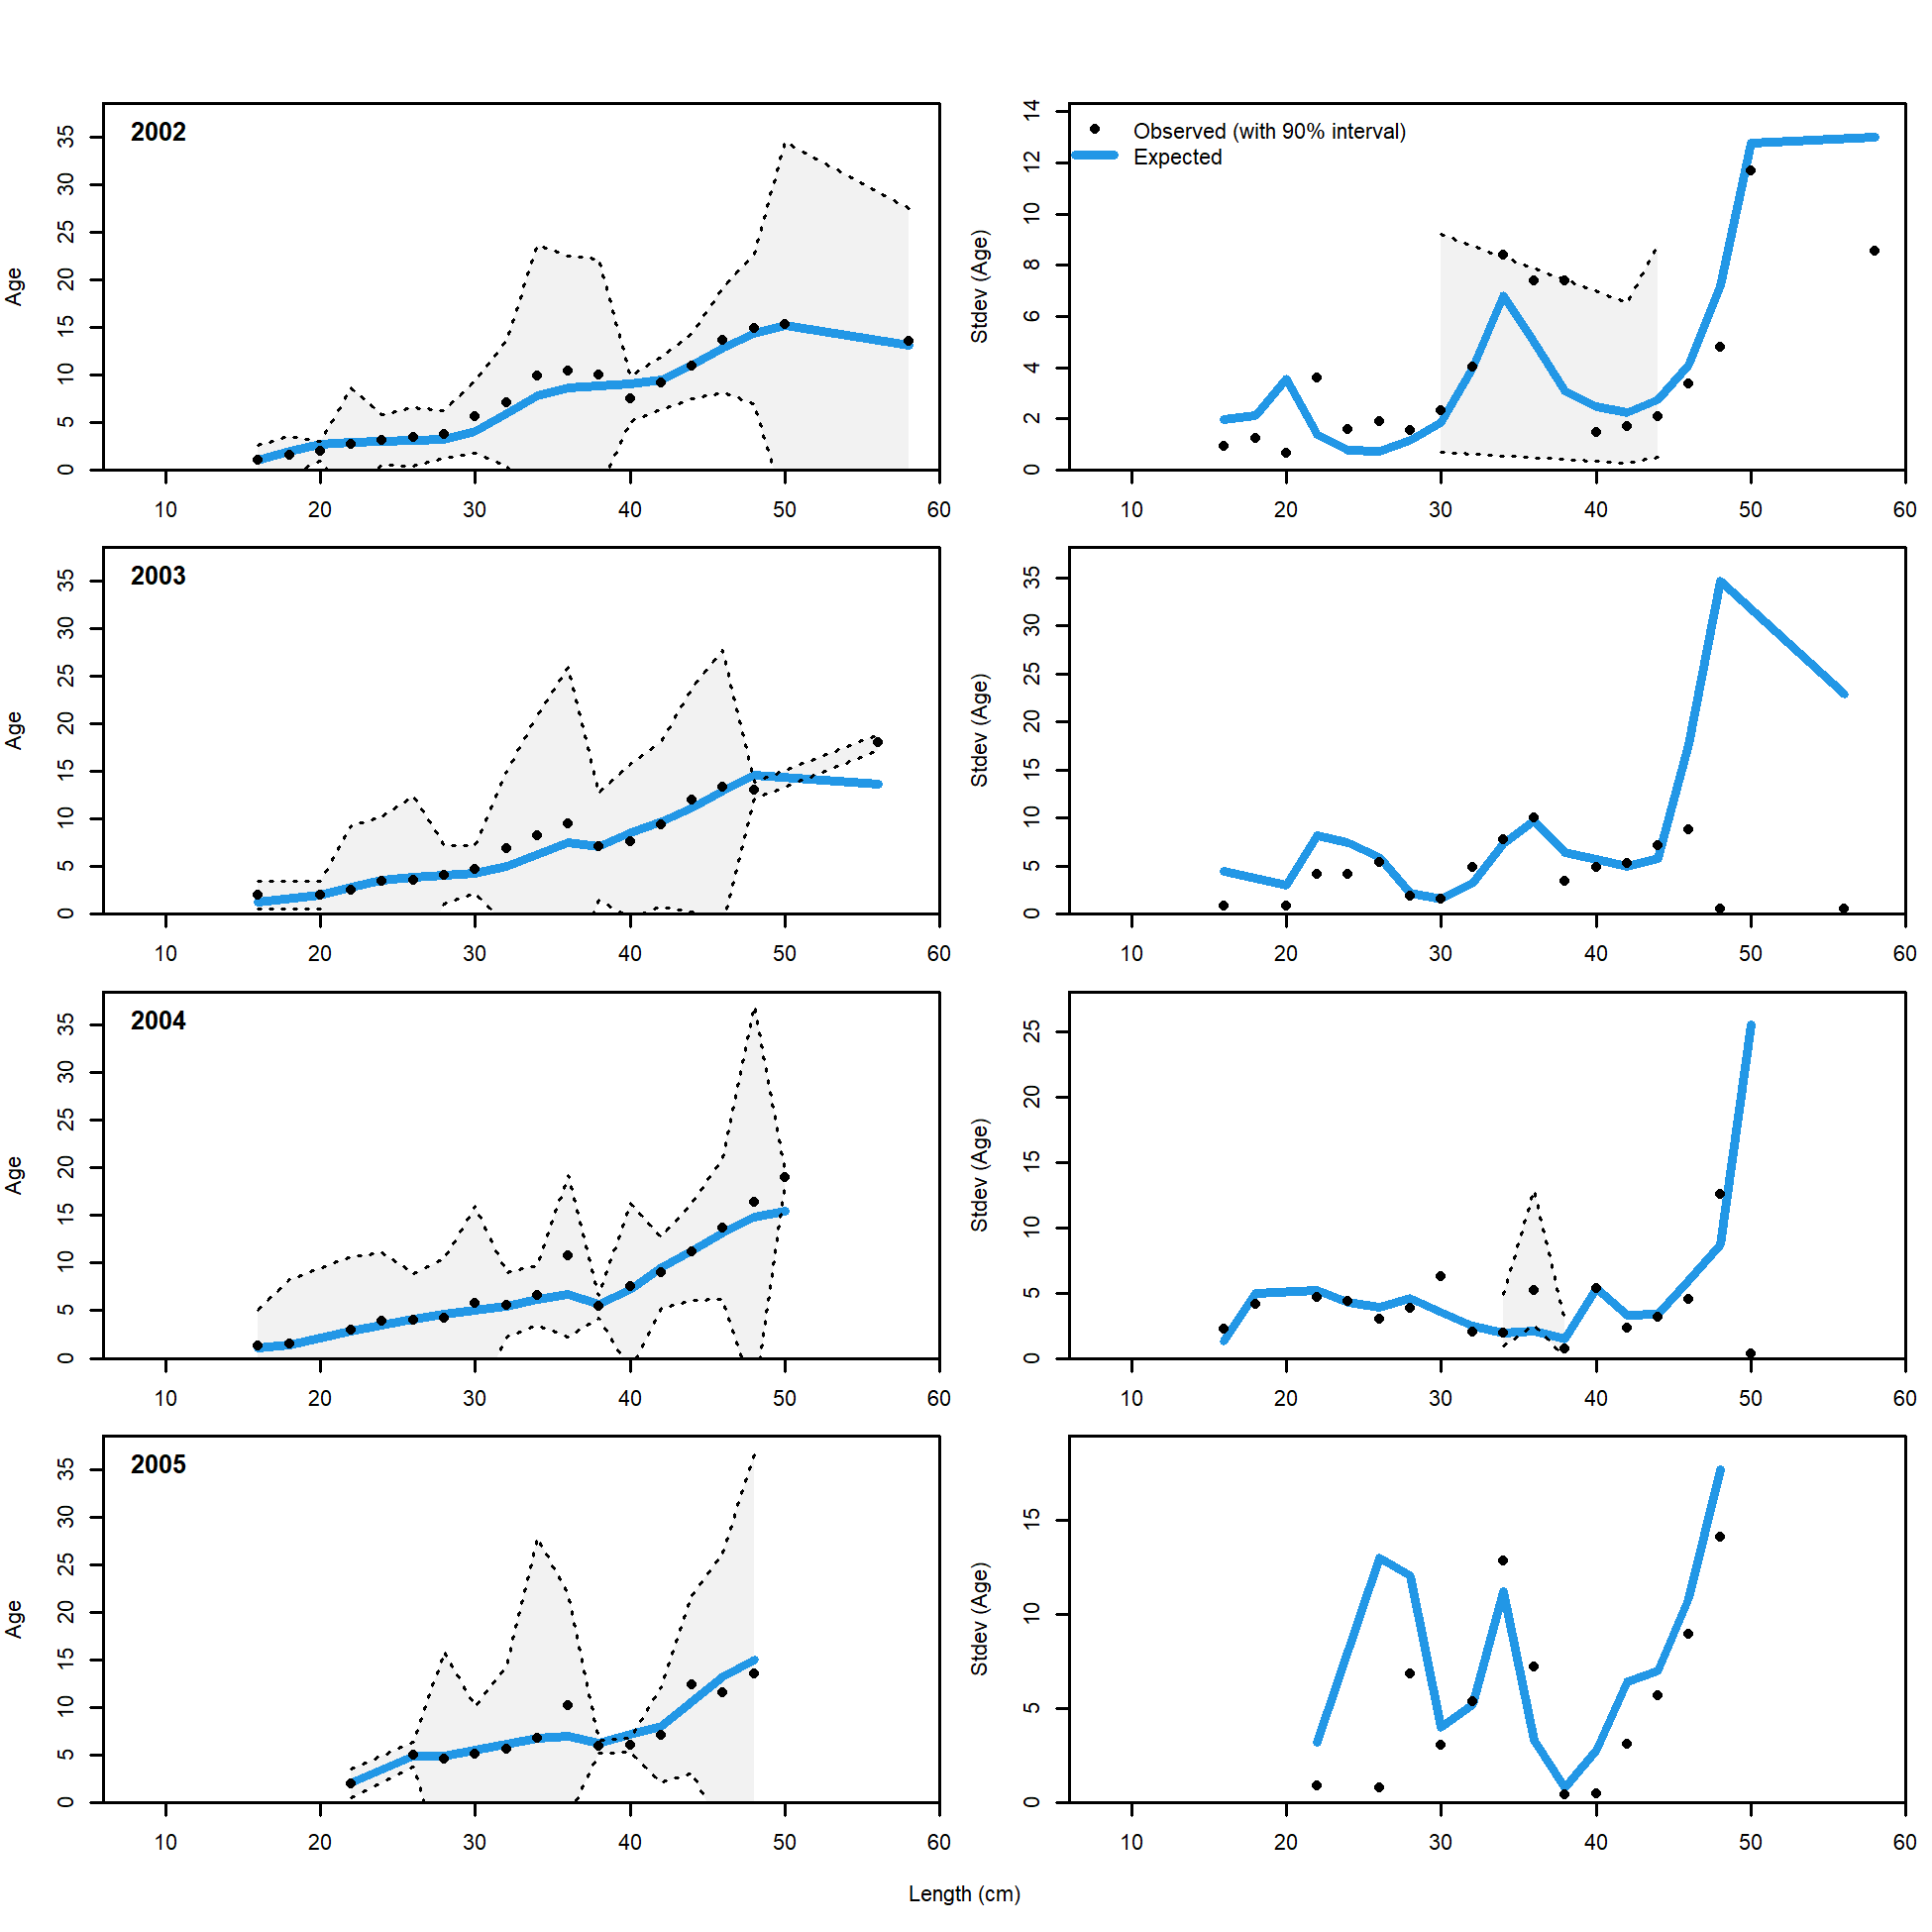 2002
Age
0 5 10 15 20 25 30 35
10 20 30 40 50 60
Observed (with 90% interval)
Expected
Stdev (Age)
0 2 4 6 8 10 12 14
10 20 30 40 50 60
2003
Age
0 5 10 15 20 25 30 35
10 20 30 40 50 60
Stdev (Age)
0 5 10 15 20 25 30 35
10 20 30 40 50 60
2004
Age
0 5 10 15 20 25 30 35
10 20 30 40 50 60
Stdev (Age)
0 5 10 15 20 25
10 20 30 40 50 60
2005
Age
0 5 10 15 20 25 30 35
10 20 30 40 50 60
Stdev (Age)
0 5 10 15
10 20 30 40 50 60
Length (cm)